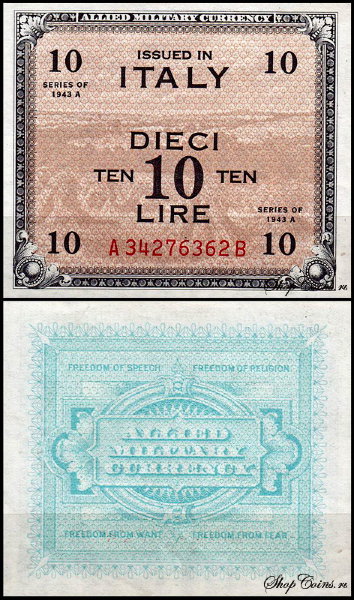 ALLIED MILITARY CURRENCY
10 ISSUED IN 10
SERIES OF
1943 A
ITALY
DIECI
TEN 10 TEN
LIRE
SERIES OF
1943 A
10 A 34276362 B 10
FREEDOM OF SPEECH FREEDOM OF RELIGION
ALLIED
MILITARY
CURRENCY
FREEDOM FROM WANT FREEDOM FROM FEAR
ShopCoins.ru